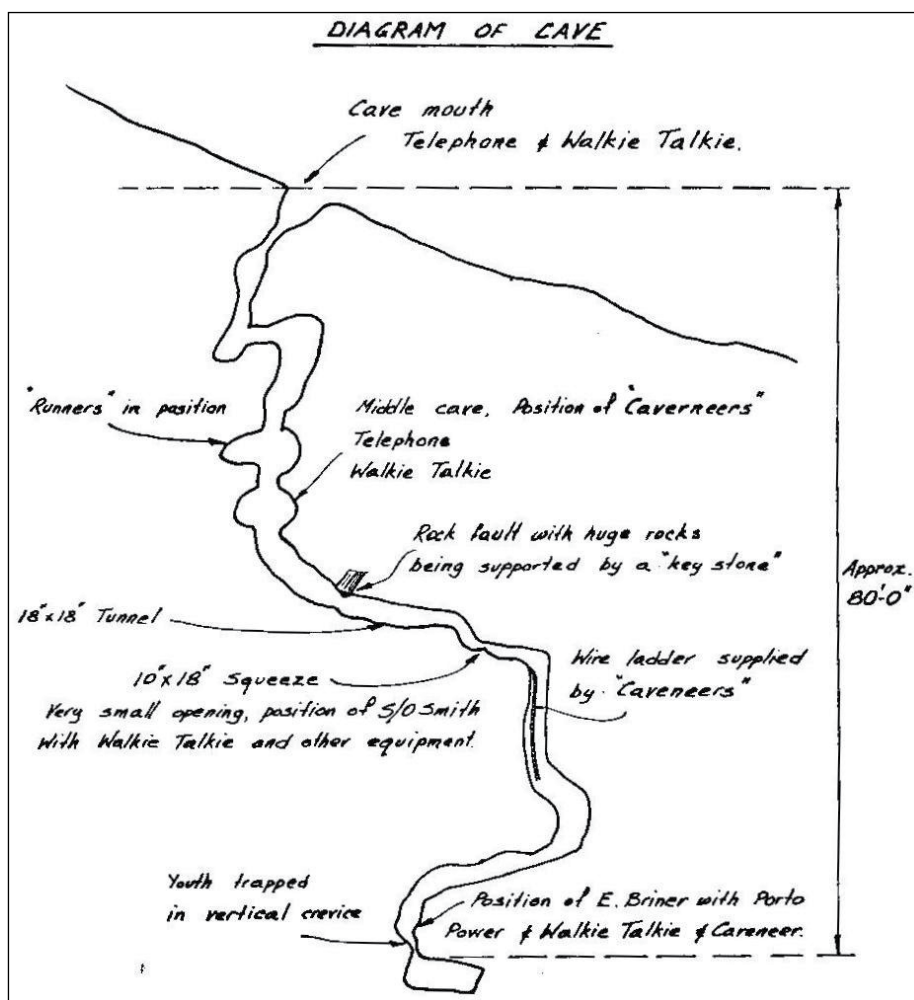 DIAGRAM OF CAVE
Cave mouth
Telephone & Walkie Talkie.
"Runners" in position
Middle cave, Position of "Caverneers"
Telephone
Walkie Talkie
Rock fault with huge rocks
being supported by a "key stone"
Approx.
80'-0"
18"x18" Tunnel
10"x18" Squeeze
Very small opening, position of S/O Smith
With Walkie Talkie and other equipment.
Wire ladder supplied
by "Caveneers"
Youth trapped
in vertical crevice
Position of E. Briner with Porto
Power & Walkie Talkie & Caveneer.